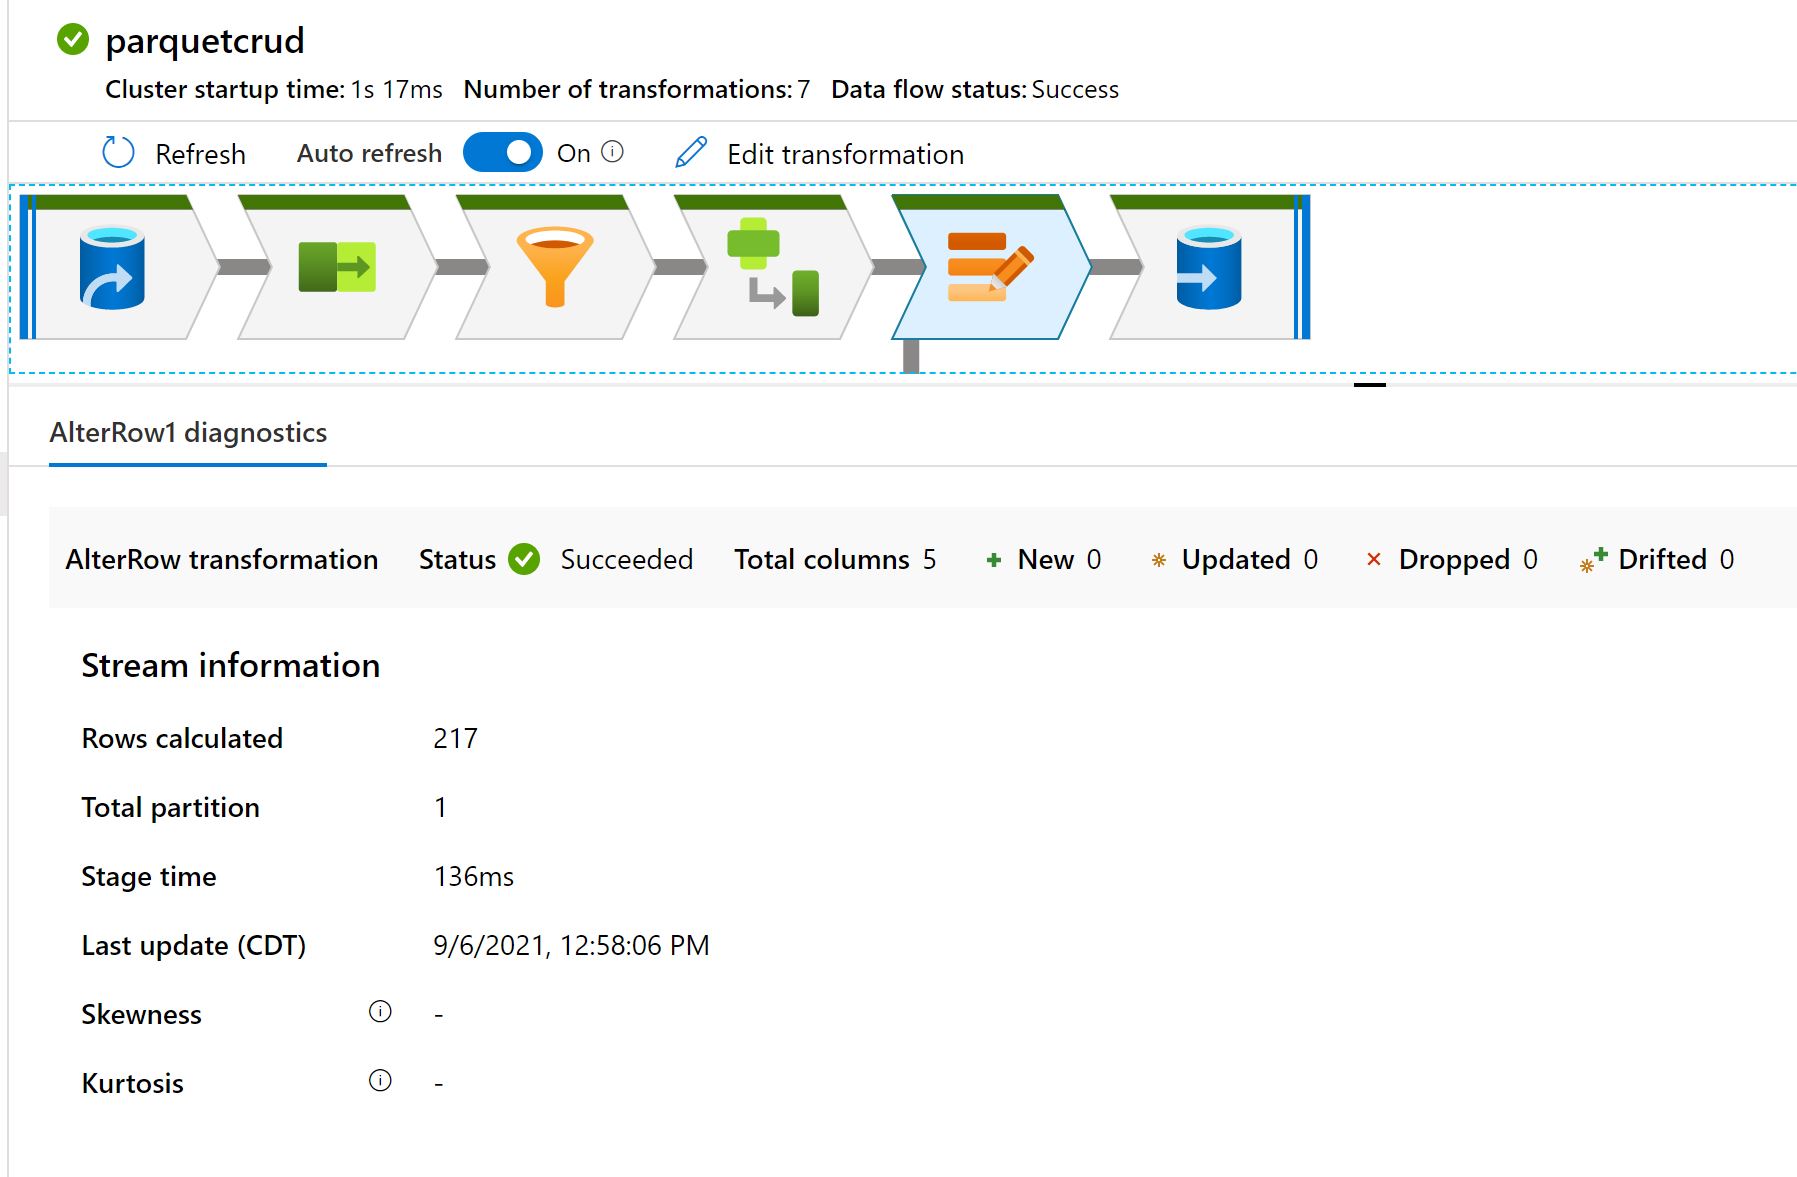 parquetcrud
Cluster startup time: 1s 17ms Number of transformations: 7 Data flow status: Success
Refresh Auto refresh On Edit transformation
AlterRow1 diagnostics
AlterRow transformation Status Succeeded Total columns 5 New 0 Updated 0 Dropped 0 Drifted 0
Stream information
Rows calculated 217
Total partition 1
Stage time 136ms
Last update (CDT) 9/6/2021, 12:58:06 PM
Skewness -
Kurtosis -